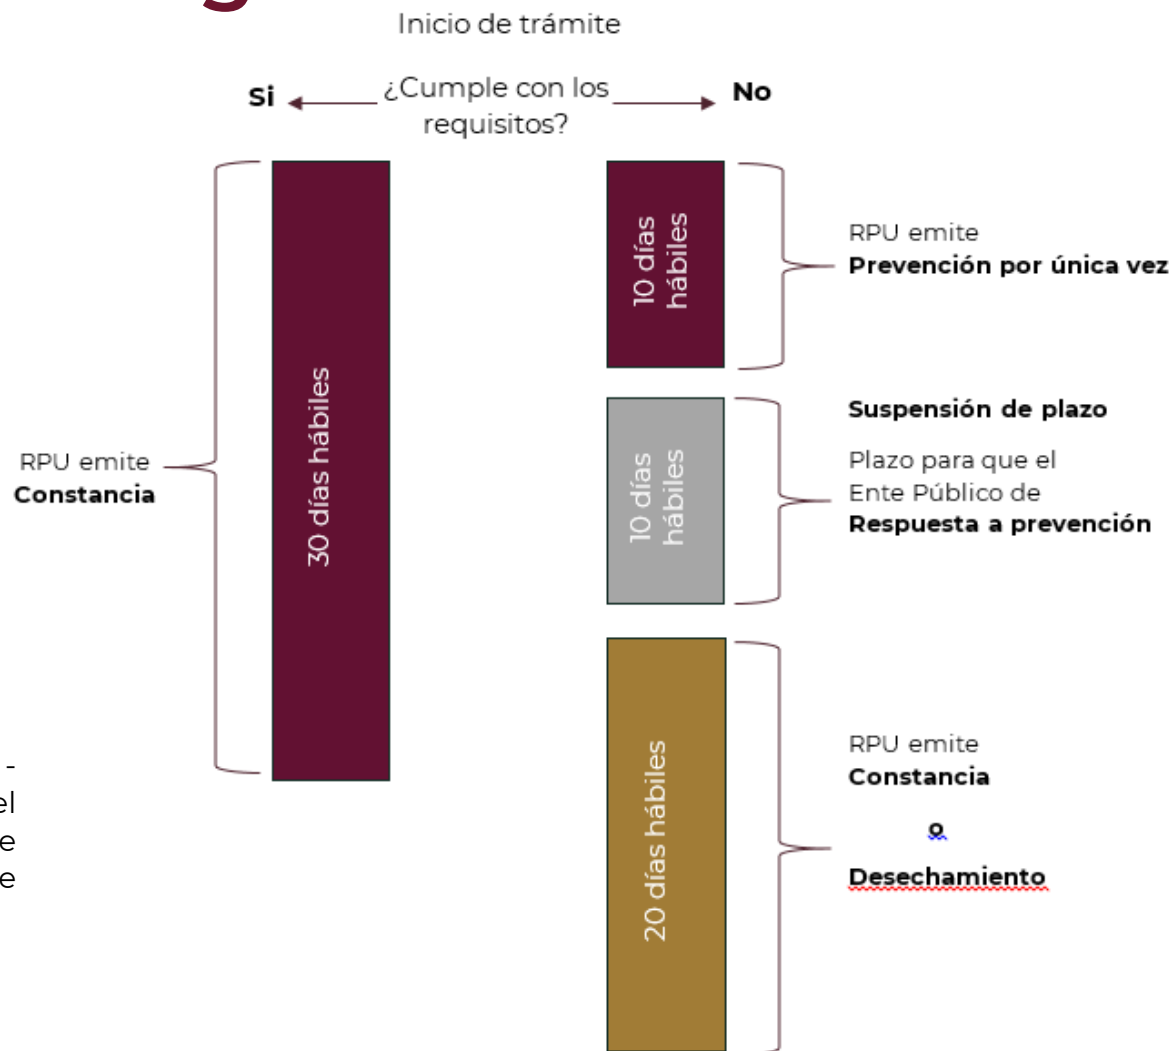 g
Inicio de trámite
Si
¿Cumple con los
requisitos?
No
30 días hábiles
RPU emite
Constancia
10 días
hábiles
RPU emite
Prevención por única vez
10 días
hábiles
Suspensión de plazo
Plazo para que el
Ente Público de
Respuesta a prevención
20 días hábiles
RPU emite
Constancia
o
Desechamiento
-
el
e
e